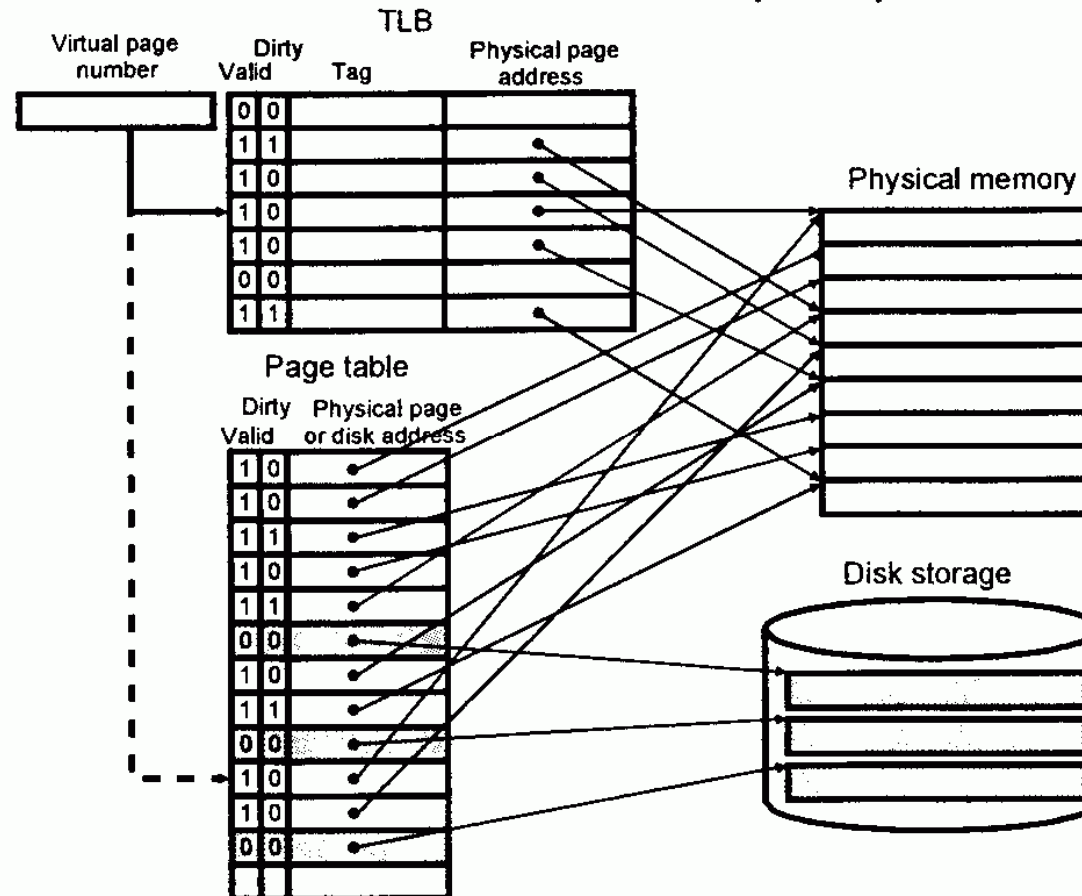 TLB
Virtual page
number
Dirty
Valid
Tag
Physical page
address
0 0
1 1
1 0
1 0
1 0
0 0
1 1
Physical memory
Page table
Dirty
Valid
Physical page
or disk address
1 0
1 0
1 1
1 0
1 1
0 0
1 0
1 1
0 0
1 0
1 0
0 0
Disk storage